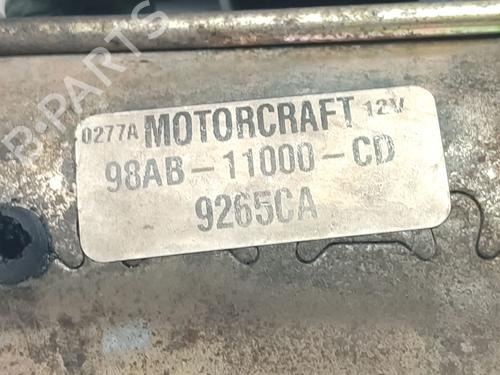 0277A MOTORCRAFT 12V
98AB-11000-CD
9265CA
B-PARTS